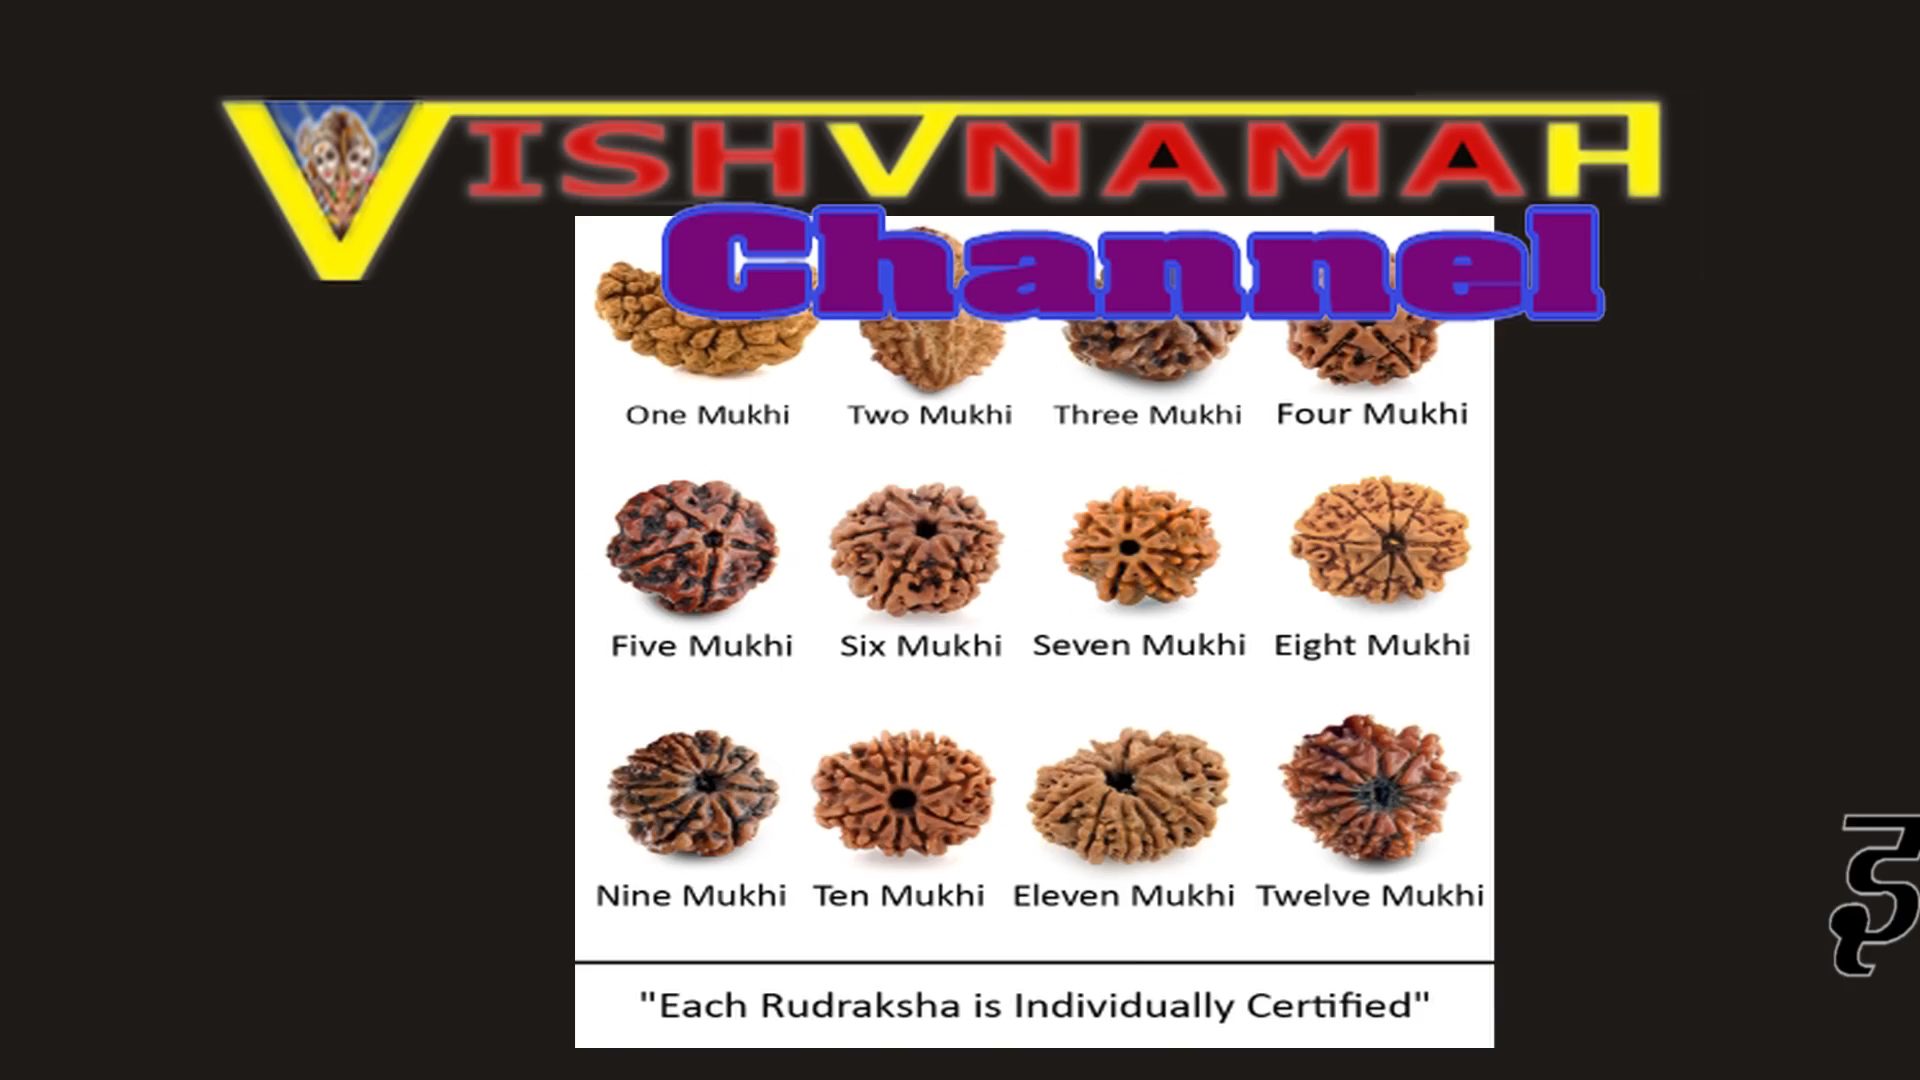 VISHVNAMAH
Channel
One Mukhi Two Mukhi Three Mukhi Four Mukhi
Five Mukhi Six Mukhi Seven Mukhi Eight Mukhi
Nine Mukhi Ten Mukhi Eleven Mukhi Twelve Mukhi
"Each Rudraksha is Individually Certified"